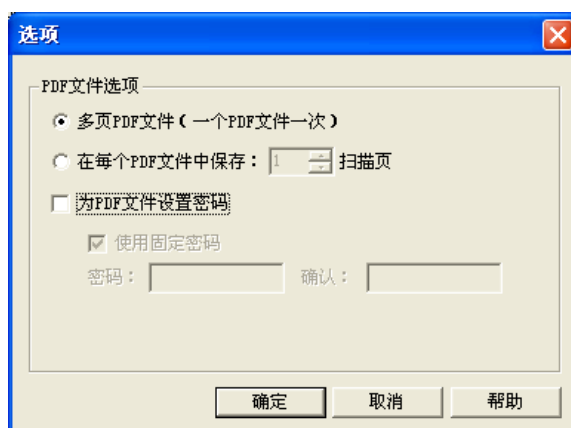 选项
PDF文件选项
多页PDF文件(一个PDF文件一次)
在每个PDF文件中保存: 1 扫描页
为PDF文件设置密码
使用固定密码
密码: 确认:
确定 取消 帮助